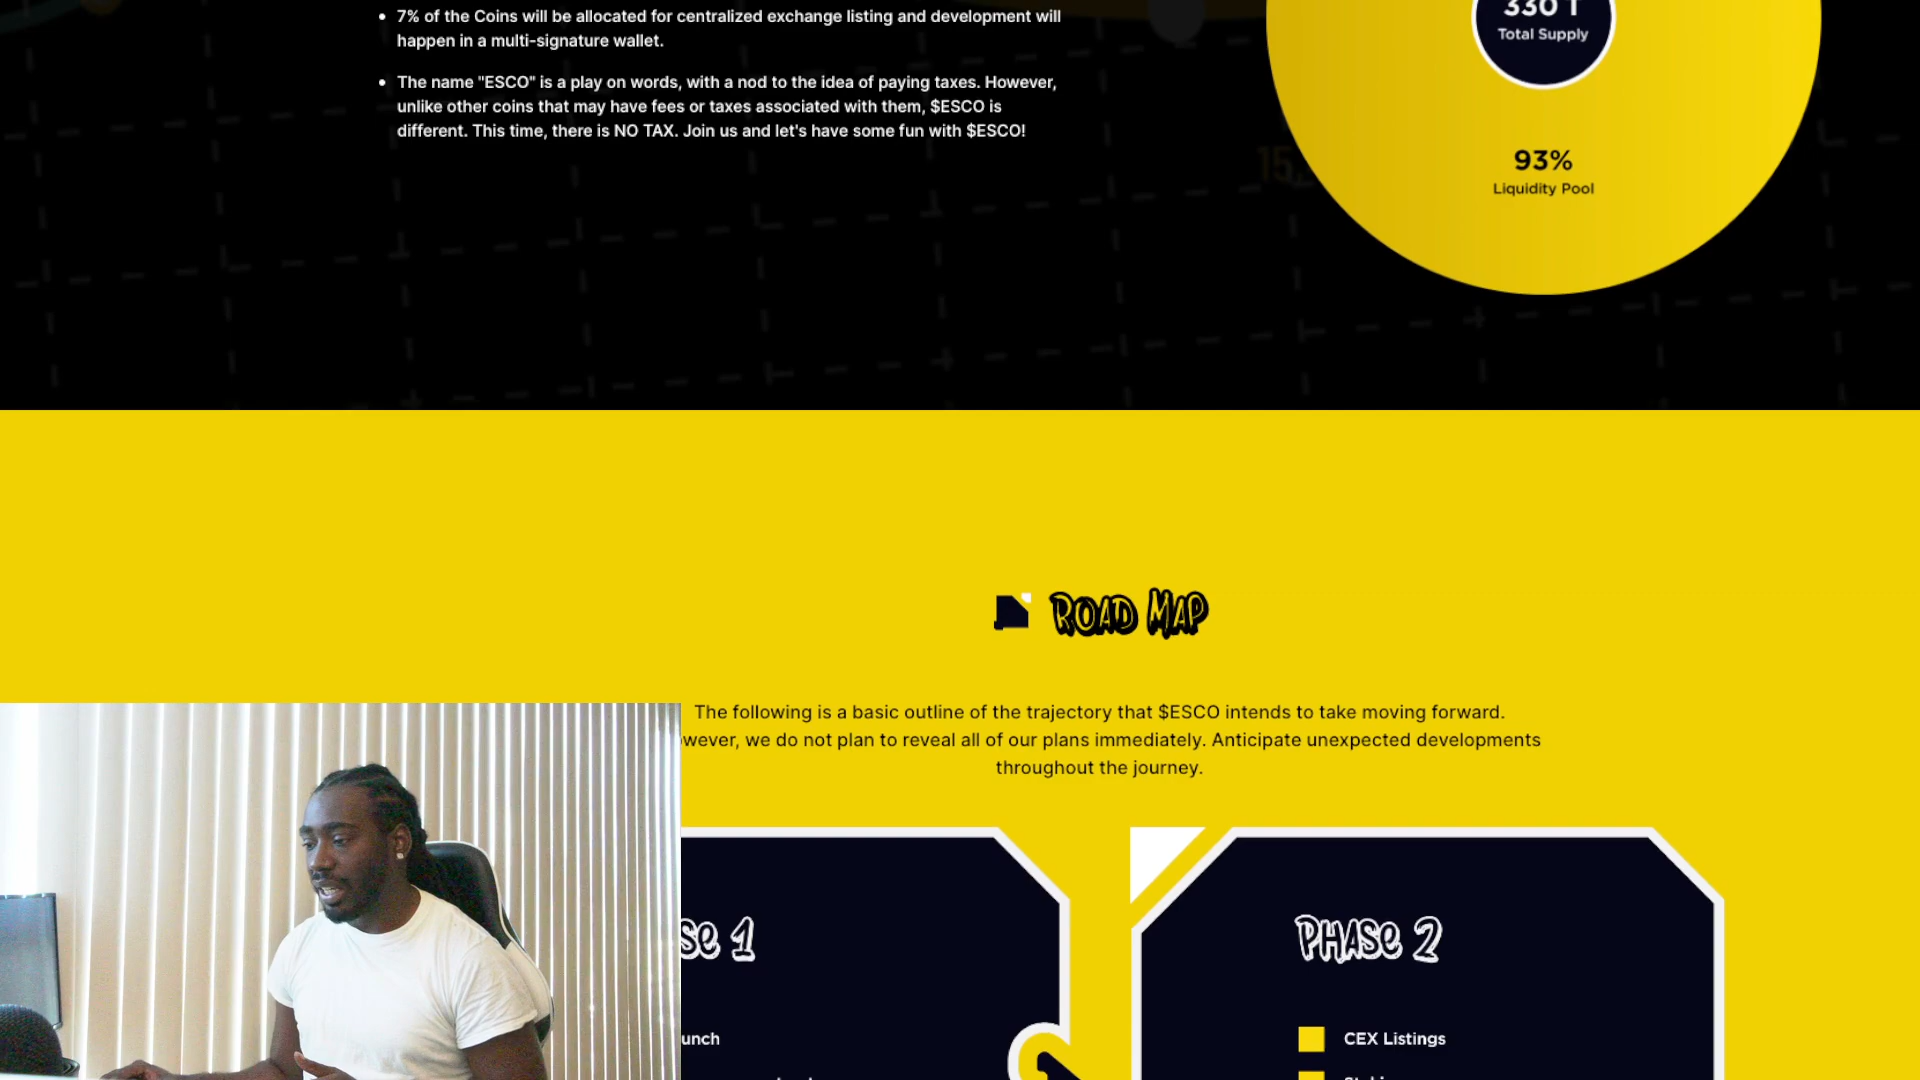 7% of the Coins will be allocated for centralized exchange listing and development will
happen in a multi-signature wallet.
The name "ESCO" is a play on words, with a nod to the idea of paying taxes. However,
unlike other coins that may have fees or taxes associated with them, $ESCO is
different. This time, there is NO TAX. Join us and let's have some fun with $ESCO!
330 T
Total Supply
15,
93%
Liquidity Pool
ROAD MAP
The following is a basic outline of the trajectory that $ESCO intends to take moving forward.
wever, we do not plan to reveal all of our plans immediately. Anticipate unexpected developments
throughout the journey.
se 1
unch
PHASE 2
CEX Listings